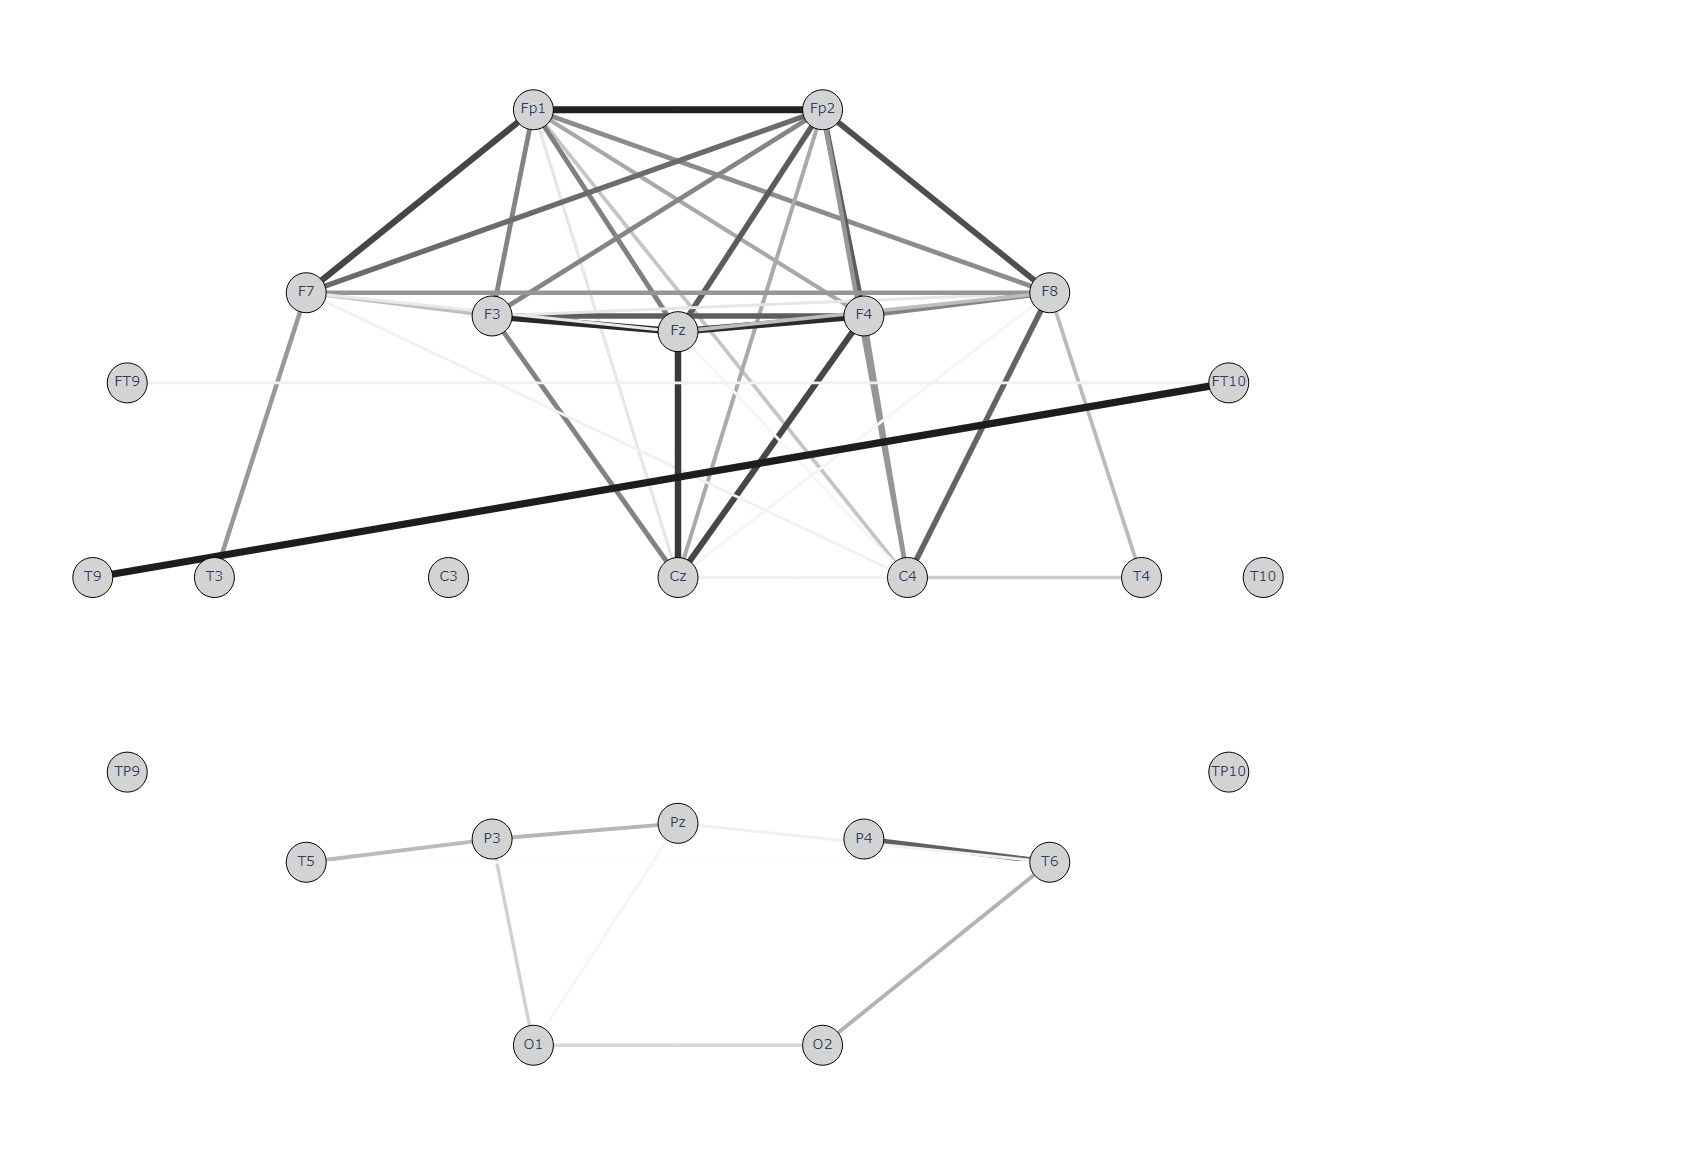 Fp1 Fp2
F7 F3 Fz F4 F8
FT9 FT10
T9 T3 C3 Cz C4 T4 T10
TP9 TP10
T5 P3 Pz P4 T6
O1 O2